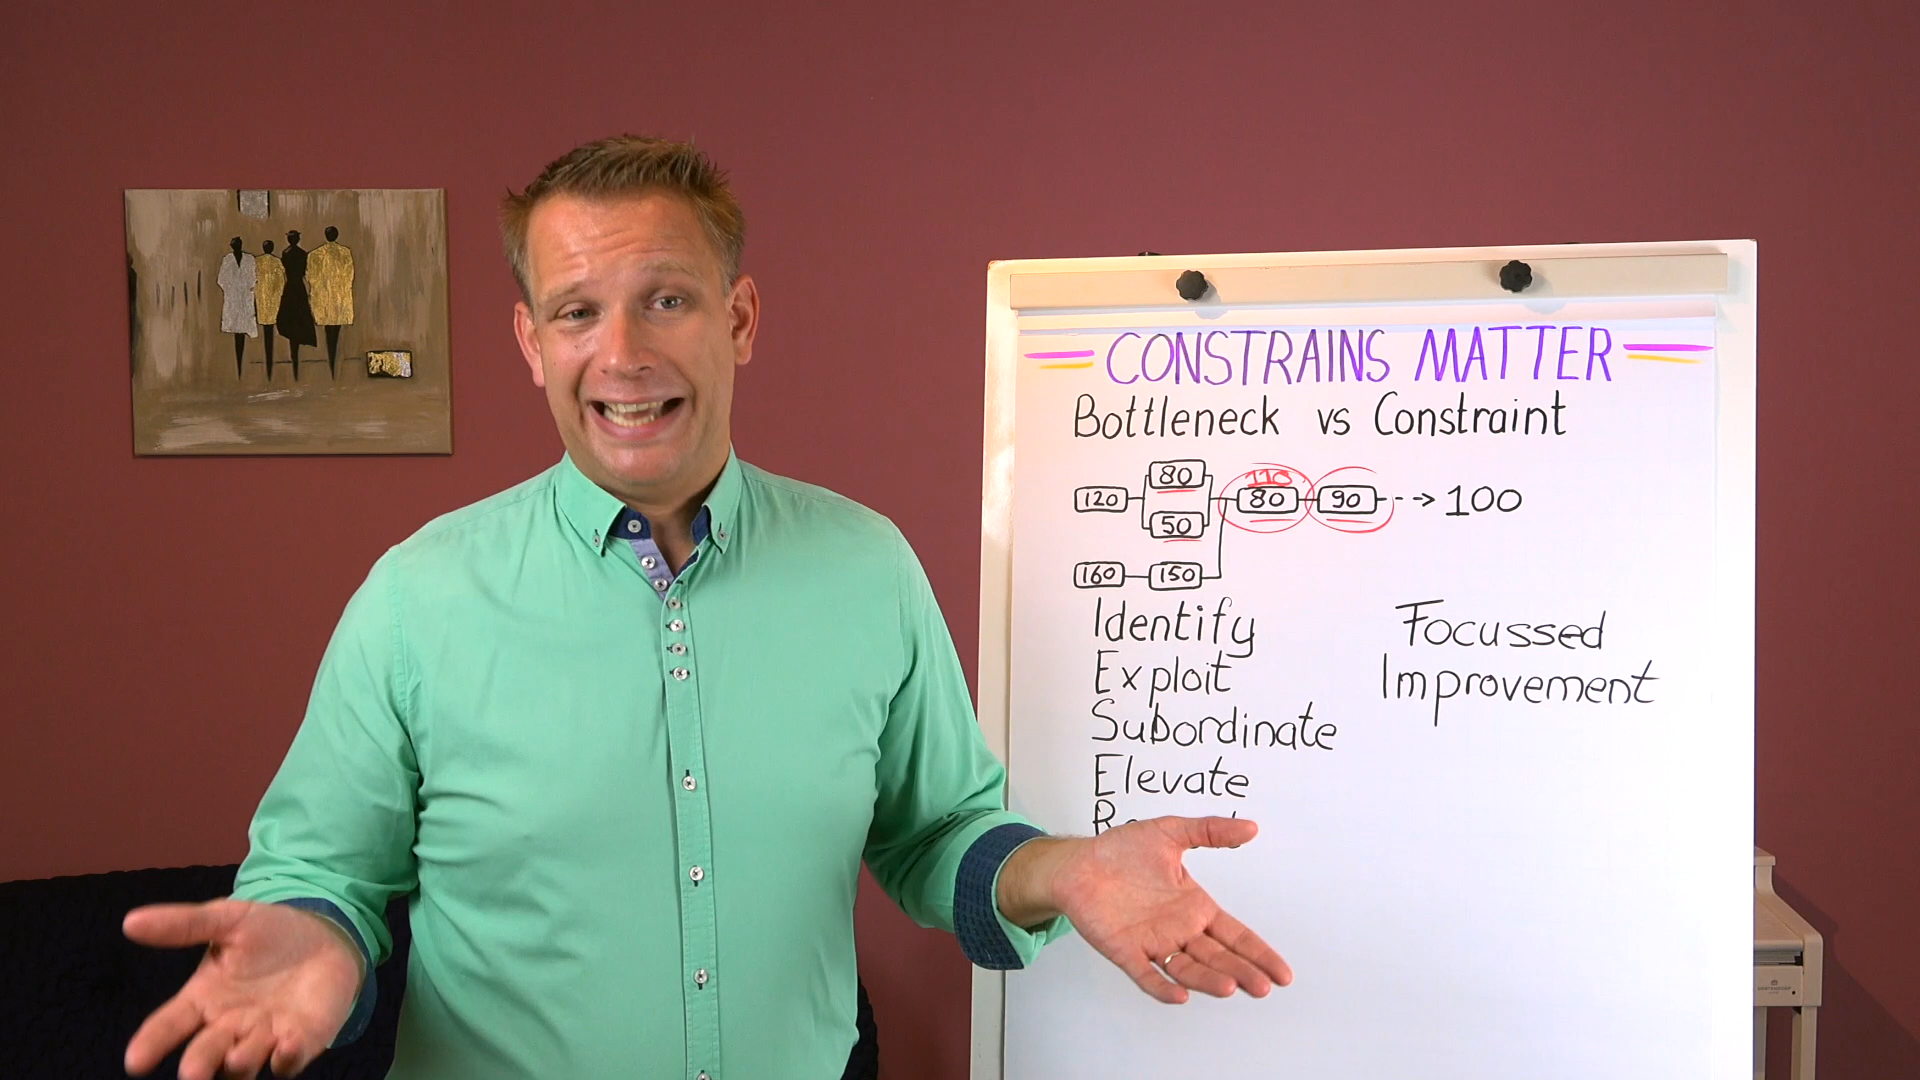 CONSTRAINS MATTER
Bottleneck vs Constraint
80 110
120 80 90 100
50
160 150
Identify Focussed
Exploit Improvement
Subordinate
Elevate